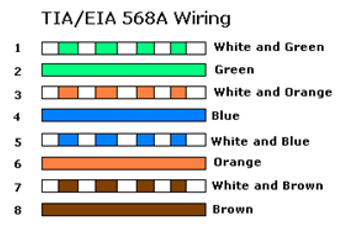 TIA/EIA 568A Wiring
1 White and Green
2 Green
3 White and Orange
4 Blue
5 White and Blue
6 Orange
7 White and Brown
8 Brown